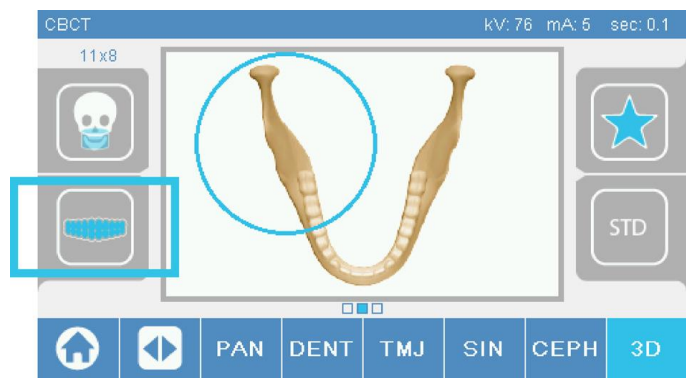 CBCT kV: 76 mA: 5 sec: 0.1
11x8
STD
PAN DENT TMJ SIN CEPH 3D